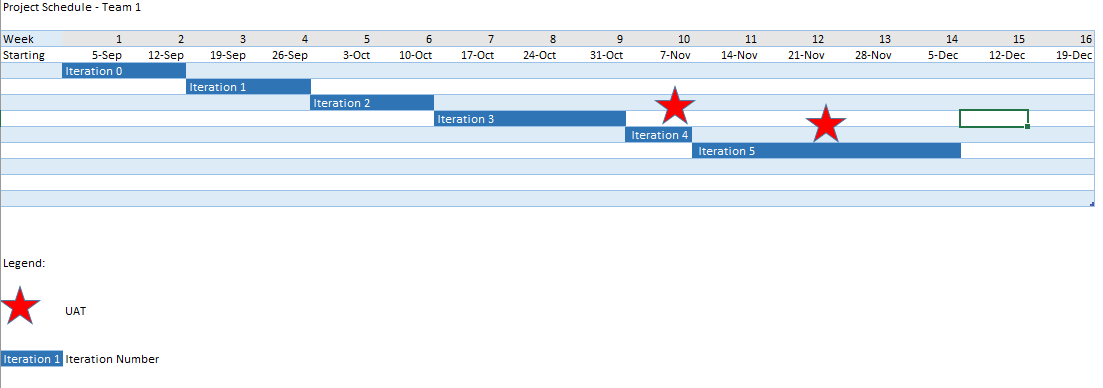 Project Schedule - Team 1
Week 1 2 3 4 5 6 7 8 9 10 11 12 13 14 15 16
Starting 5-Sep 12-Sep 19-Sep 26-Sep 3-Oct 10-Oct 17-Oct 24-Oct 31-Oct 7-Nov 14-Nov 21-Nov 28-Nov 5-Dec 12-Dec 19-Dec
Iteration 0
Iteration 1
Iteration 2
Iteration 3
Iteration 4
Iteration 5
Legend:
UAT
Iteration 1 Iteration Number